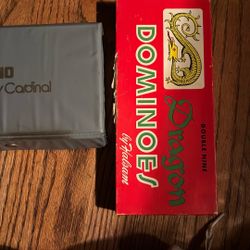 Cardinal
DOUBLE NINE
Dragon
DOMINOES
by Halsam